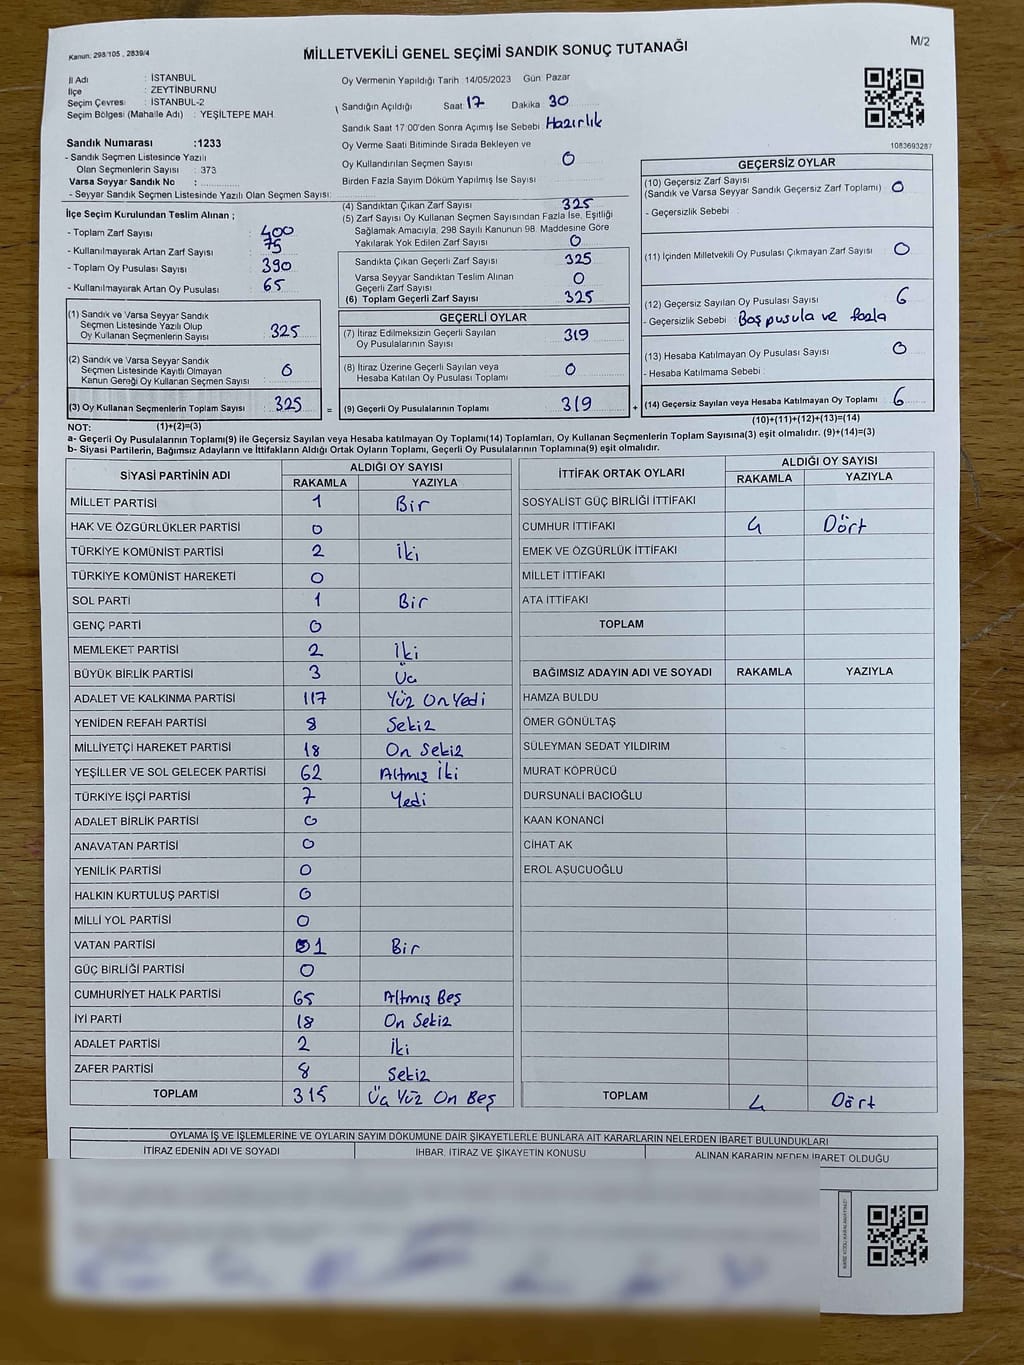 Kanun: 298/105 , 2839/4
MİLLETVEKİLİ GENEL SEÇİMİ SANDIK SONUÇ TUTANAĞI
M/2
İl Adı : İSTANBUL
İlçe : ZEYTİNBURNU
Seçim Çevresi : İSTANBUL-2
Seçim Bölgesi (Mahalle Adı) : YEŞİLTEPE MAH.
Oy Vermenin Yapıldığı Tarih : 14/05/2023 Gün: Pazar
Sandığın Açıldığı Saat 17 Dakika 30
Sandık Saat 17:00'den Sonra Açımış İse Sebebi: Hazırlık
Oy Verme Saati Bitiminde Sırada Bekleyen ve
Oy Kullandırılan Seçmen Sayısı 0
Birden Fazla Sayım Döküm Yapılmış İse Sayısı :
1083693287
Sandık Numarası :1233
- Sandık Seçmen Listesinde Yazılı
Olan Seçmenlerin Sayısı : 373
Varsa Seyyar Sandık No :
- Seyyar Sandık Seçmen Listesinde Yazılı Olan Seçmen Sayısı:
İlçe Seçim Kurulundan Teslim Alınan ;
- Toplam Zarf Sayısı : 400
- Kullanılmayarak Artan Zarf Sayısı : 75
- Toplam Oy Pusulası Sayısı : 390
- Kullanılmayarak Artan Oy Pusulası : 65
(1) Sandık ve Varsa Seyyar Sandık
Seçmen Listesinde Yazılı Olup
Oy Kullanan Seçmenlerin Sayısı : 325
(2) Sandık ve Varsa Seyyar Sandık
Seçmen Listesinde Kayıtlı Olmayan
Kanun Gereği Oy Kullanan Seçmen Sayısı : 0
(3) Oy Kullanan Seçmenlerin Toplam Sayısı : 325
(1)+(2)=(3)
(4) Sandıktan Çıkan Zarf Sayısı 325
(5) Zarf Sayısı Oy Kullanan Seçmen Sayısından Fazla İse, Eşitliği
Sağlamak Amacıyla, 298 Sayılı Kanunun 98. Maddesine Göre
Yakılarak Yok Edilen Zarf Sayısı : 0
Sandıkta Çıkan Geçerli Zarf Sayısı : 325
Varsa Seyyar Sandıktan Teslim Alınan
Geçerli Zarf Sayısı : 0
(6) Toplam Geçerli Zarf Sayısı : 325
GEÇERLİ OYLAR
(7) İtiraz Edilmeksizin Geçerli Sayılan
Oy Pusulalarının Sayısı : 319
(8) İtiraz Üzerine Geçerli Sayılan veya
Hesaba Katılan Oy Pusulası Toplamı : 0
= (9) Geçerli Oy Pusulalarının Toplamı : 319 +
GEÇERSİZ OYLAR
(10) Geçersiz Zarf Sayısı
(Sandık ve Varsa Seyyar Sandık Geçersiz Zarf Toplamı) : 0
- Geçersizlik Sebebi :
(11) İçinden Milletvekili Oy Pusulası Çıkmayan Zarf Sayısı : 0
(12) Geçersiz Sayılan Oy Pusulası Sayısı : 6
- Geçersizlik Sebebi : Boş pusula ve fazla
(13) Hesaba Katılmayan Oy Pusulası Sayısı : 0
- Hesaba Katılmama Sebebi :
(14) Geçersiz Sayılan veya Hesaba Katılmayan Oy Toplamı : 6
(10)+(11)+(12)+(13)=(14)
NOT:
a- Geçerli Oy Pusulalarının Toplamı(9) ile Geçersiz Sayılan veya Hesaba katılmayan Oy Toplamı(14) Toplamları, Oy Kullanan Seçmenlerin Toplam Sayısına(3) eşit olmalıdır. (9)+(14)=(3)
b- Siyasi Partilerin, Bağımsız Adayların ve İttifakların Aldığı Ortak Oyların Toplamı, Geçerli Oy Pusulalarının Toplamına(9) eşit olmalıdır.
SİYASİ PARTİNİN ADI ALDIĞI OY SAYISI
RAKAMLA YAZIYLA
MİLLET PARTİSİ 1 Bir
HAK VE ÖZGÜRLÜKLER PARTİSİ 0
TÜRKİYE KOMÜNİST PARTİSİ 2 İki
TÜRKİYE KOMÜNİST HAREKETİ 0
SOL PARTİ 1 Bir
GENÇ PARTİ 0
MEMLEKET PARTİSİ 2 İki
BÜYÜK BİRLİK PARTİSİ 3 Üç
ADALET VE KALKINMA PARTİSİ 117 Yüz On Yedi
YENİDEN REFAH PARTİSİ 8 Sekiz
MİLLİYETÇİ HAREKET PARTİSİ 18 On Sekiz
YEŞİLLER VE SOL GELECEK PARTİSİ 62 Altmış İki
TÜRKİYE İŞÇİ PARTİSİ 7 Yedi
ADALET BİRLİK PARTİSİ 0
ANAVATAN PARTİSİ 0
YENİLİK PARTİSİ 0
HALKIN KURTULUŞ PARTİSİ 0
MİLLİ YOL PARTİSİ 0
VATAN PARTİSİ 1 Bir
GÜÇ BİRLİĞİ PARTİSİ 0
CUMHURİYET HALK PARTİSİ 65 Altmış Beş
İYİ PARTİ 18 On Sekiz
ADALET PARTİSİ 2 İki
ZAFER PARTİSİ 8 Sekiz
TOPLAM 315 Üç Yüz On Beş
İTTİFAK ORTAK OYLARI ALDIĞI OY SAYISI
RAKAMLA YAZIYLA
SOSYALİST GÜÇ BİRLİĞİ İTTİFAKI
CUMHUR İTTİFAKI 4 Dört
EMEK VE ÖZGÜRLÜK İTTİFAKI
MİLLET İTTİFAKI
ATA İTTİFAKI
TOPLAM
BAĞIMSIZ ADAYIN ADI VE SOYADI RAKAMLA YAZIYLA
HAMZA BULDU
ÖMER GÖNÜLTAŞ
SÜLEYMAN SEDAT YILDIRIM
MURAT KÖPRÜCÜ
DURSUNALİ BACIOĞLU
KAAN KONANCİ
CİHAT AK
EROL AŞUCUOĞLU
TOPLAM 4 Dört
OYLAMA İŞ VE İŞLEMLERİNE VE OYLARIN SAYIM DÖKÜMÜNE DAİR ŞİKAYETLERLE BUNLARA AİT KARARLARIN NELERDEN İBARET BULUNDUKLARI
İTİRAZ EDENİN ADI VE SOYADI İHBAR, İTİRAZ VE ŞİKAYETİN KONUSU ALINAN KARARIN NEDEN İBARET OLDUĞU